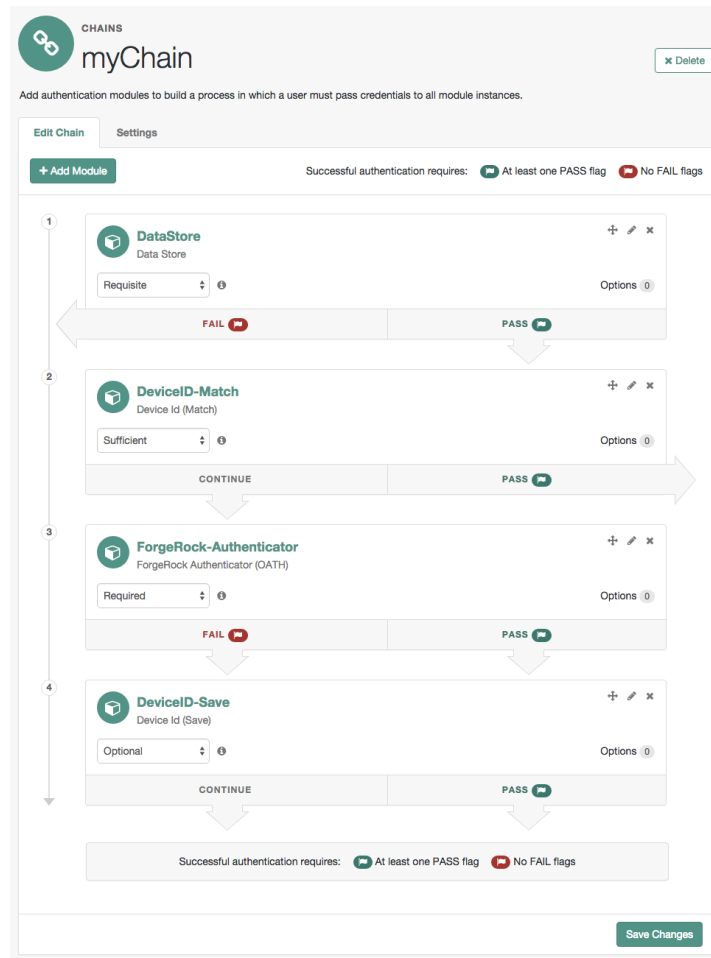 CHAINS
myChain
Delete
Add authentication modules to build a process in which a user must pass credentials to all module instances.
Edit Chain Settings
+ Add Module Successful authentication requires: At least one PASS flag No FAIL flags
1
DataStore
Data Store
Requisite Options 0
FAIL PASS
2
DeviceID-Match
Device Id (Match)
Sufficient Options 0
CONTINUE PASS
3
ForgeRock-Authenticator
ForgeRock Authenticator (OATH)
Required Options 0
FAIL PASS
4
DeviceID-Save
Device Id (Save)
Optional Options 0
CONTINUE PASS
Successful authentication requires: At least one PASS flag No FAIL flags
Save Changes